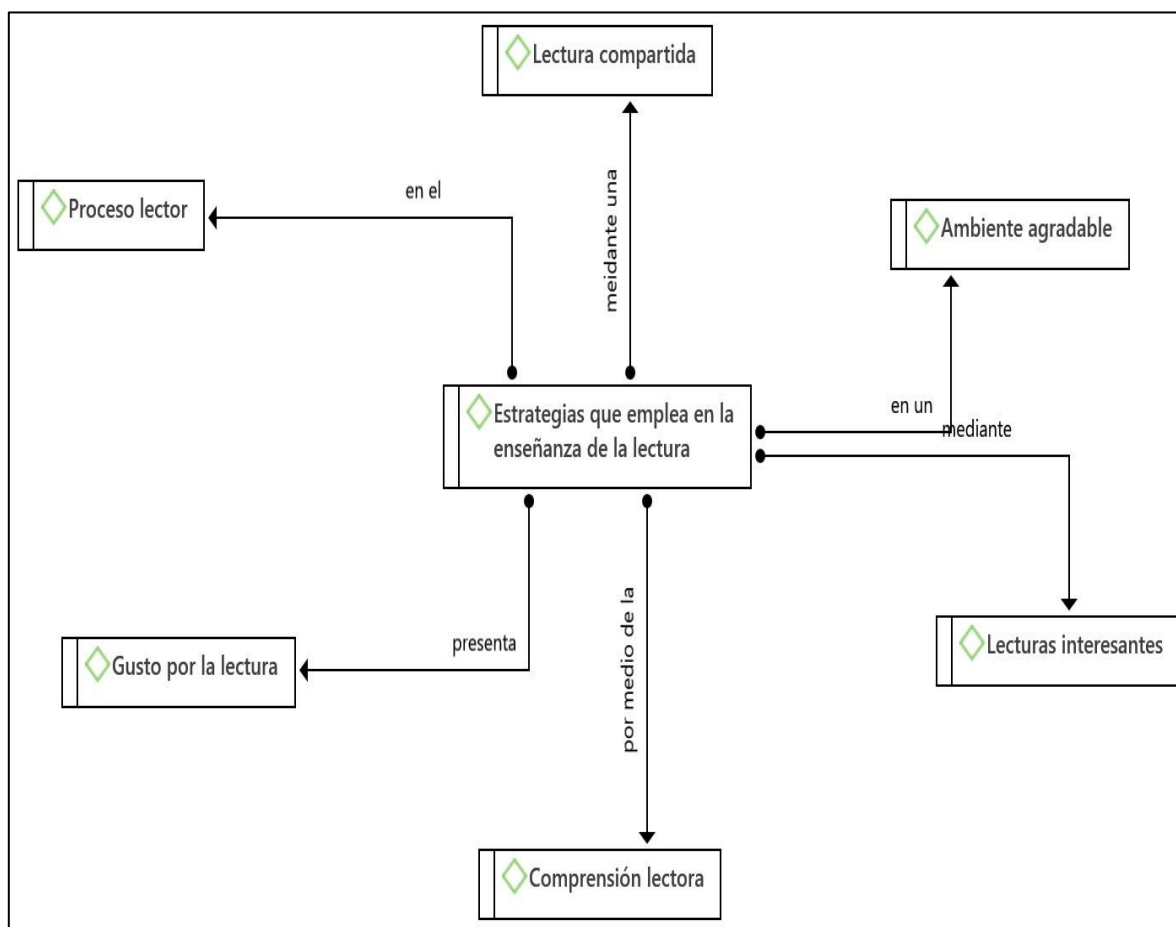 Lectura compartida
Proceso lector
en el
meidante una
Ambiente agradable
Estrategias que emplea en la
enseñanza de la lectura
en un
mediante
Gusto por la lectura
presenta
por medio de la
Lecturas interesantes
Comprensión lectora